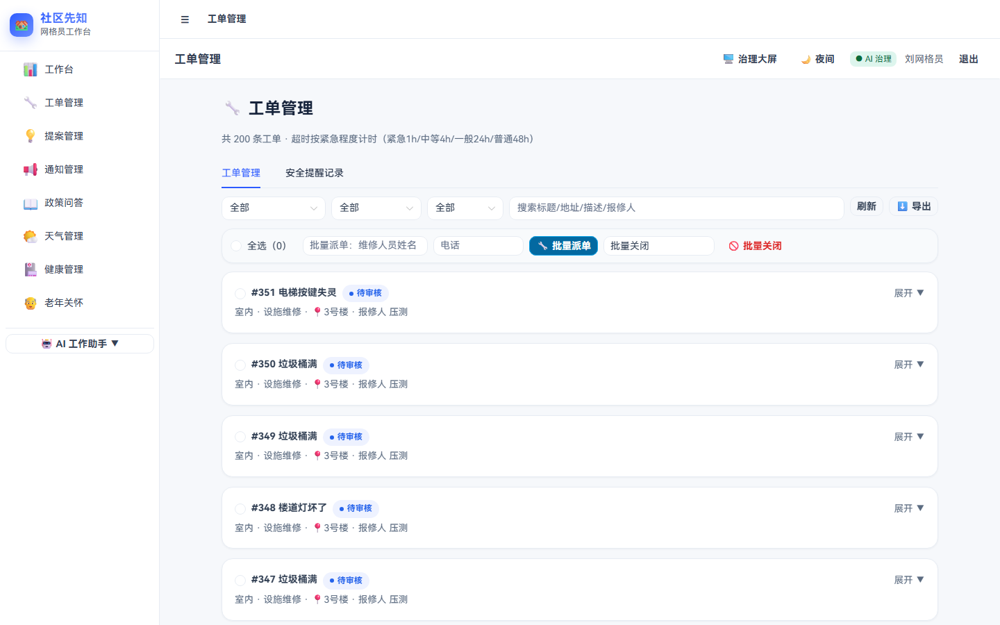 社区先知
网格员工作台
工作台
工单管理
提案管理
通知管理
政策问答
天气管理
健康管理
老年关怀
AI 工作助手 ▼
☰ 工单管理
工单管理
治理大屏
夜间
AI 治理
刘网格员
退出
工单管理
共 200 条工单 · 超时按紧急程度计时（紧急1h/中等4h/一般24h/普通48h）
工单管理
安全提醒记录
全部
全部
全部
搜索标题/地址/描述/报修人
刷新
导出
全选（0）
批量派单：维修人员姓名
电话
批量派单
批量关闭
批量关闭
#351 电梯按键失灵 待审核 展开 ▼
室内 · 设施维修 · 3号楼 · 报修人 压测
#350 垃圾桶满 待审核 展开 ▼
室内 · 设施维修 · 3号楼 · 报修人 压测
#349 垃圾桶满 待审核 展开 ▼
室内 · 设施维修 · 3号楼 · 报修人 压测
#348 楼道灯坏了 待审核 展开 ▼
室内 · 设施维修 · 3号楼 · 报修人 压测
#347 垃圾桶满 待审核 展开 ▼
室内 · 设施维修 · 3号楼 · 报修人 压测